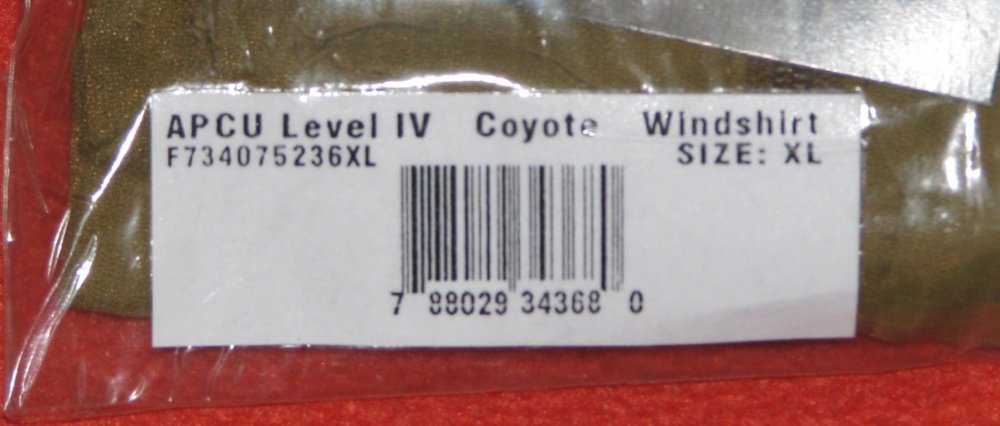 APCU Level IV Coyote Windshirt
F734075236XL SIZE: XL
7 88029 34368 0